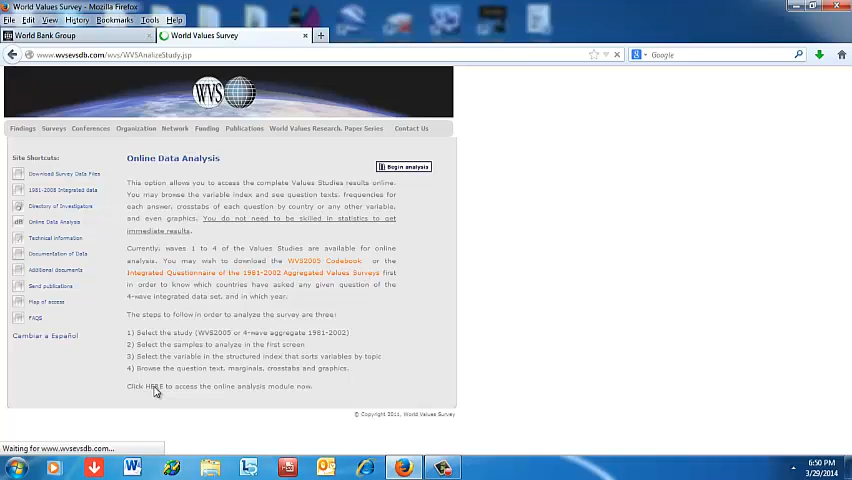 World Values Survey - Mozilla Firefox
File Edit View History Bookmarks Tools Help
World Bank Group
World Values Survey
www.wvsevsdb.com/wvs/WVSAnalizeStudy.jsp
Google
WVS
Findings Surveys Conferences Organization Network Funding Publications World Values Research, Paper Series Contact Us
Site Shortcuts:
Download Survey Data Files
1981-2008 Integrated data
Directory of Investigators
dB Online Data Analysis
Technical Information
Documentation of Data
Additional documents
Send publications
Map of access
FAQS
Cambiar a Español
Online Data Analysis
Begin analysis
This option allows you to access the complete Values Studies results online.
You may browse the variable index and see question texts, frequencies for
each answer, crosstabs of each question by country or any other variable,
and even graphics. You do not need to be skilled in statistics to get
immediate results.
Currently, waves 1 to 4 of the Values Studies are available for online
analysis. You may wish to download the WVS2005 Codebook or the
Integrated Questionnaire of the 1981-2002 Aggregated Values Surveys first
in order to know which countries have asked any given question of the
4-wave integrated data set, and in which year.
The steps to follow in order to analyze the survey are three:
1) Select the study (WVS2005 or 4-wave aggregate 1981-2002)
2) Select the samples to analyze in the first screen
3) Select the variable in the structured index that sorts variables by topic
4) Browse the question text, marginals, crosstabs and graphics.
Click HERE to access the online analysis module now.
© Copyright 2011, World Values Survey
Waiting for www.wvsevsdb.com...
6:50 PM
3/29/2014